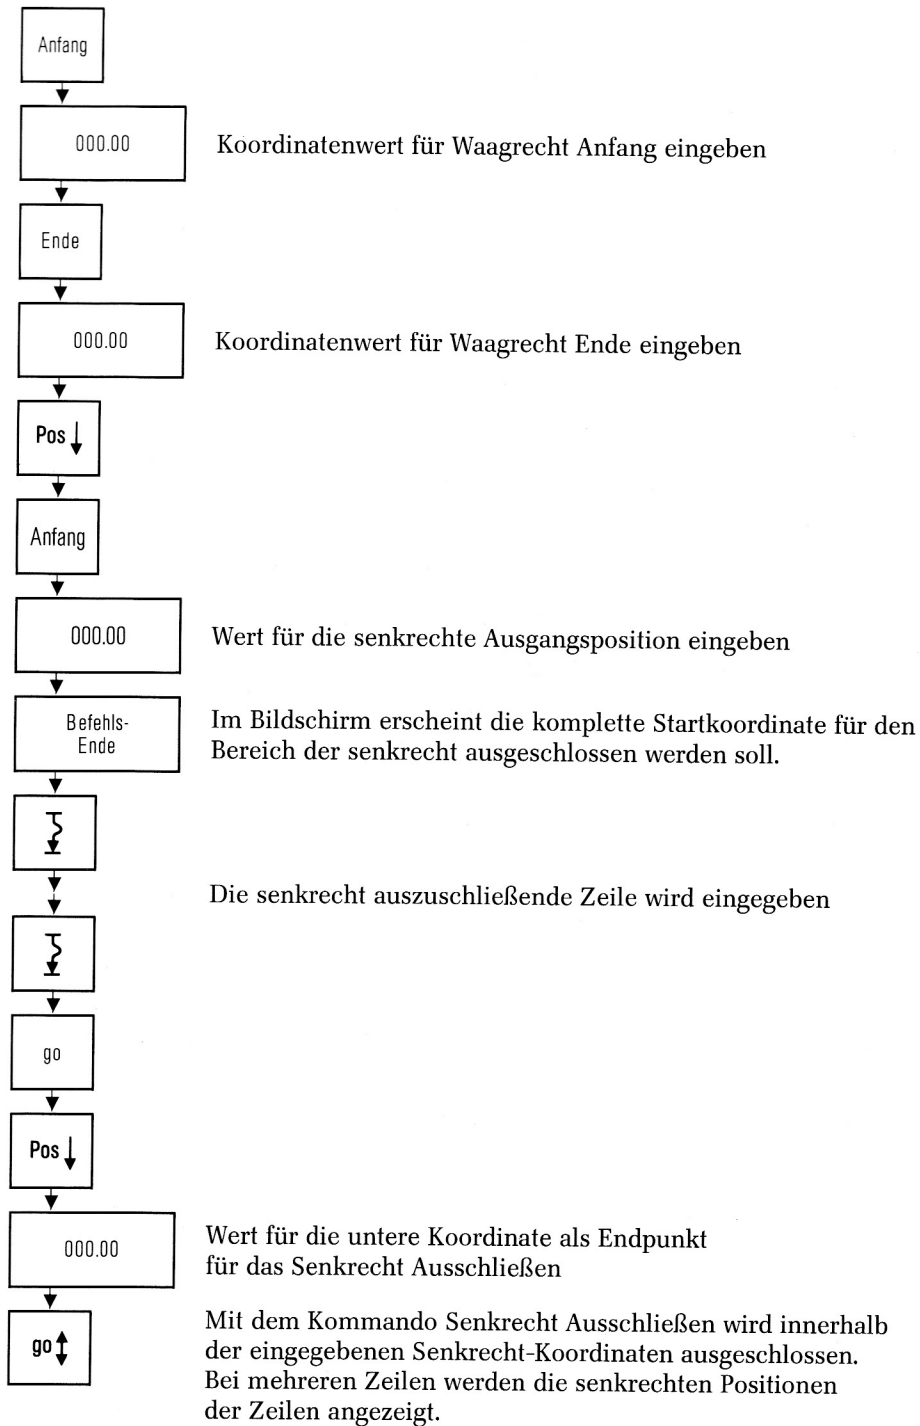 Anfang
000.00
Koordinatenwert für Waagrecht Anfang eingeben
Ende
000.00
Koordinatenwert für Waagrecht Ende eingeben
Pos ↓
Anfang
000.00
Wert für die senkrechte Ausgangsposition eingeben
Befehls-
Ende
Im Bildschirm erscheint die komplette Startkoordinate für den
Bereich der senkrecht ausgeschlossen werden soll.
Die senkrecht auszuschließende Zeile wird eingegeben
go
Pos ↓
000.00
Wert für die untere Koordinate als Endpunkt
für das Senkrecht Ausschließen
go ↕
Mit dem Kommando Senkrecht Ausschließen wird innerhalb
der eingegebenen Senkrecht-Koordinaten ausgeschlossen.
Bei mehreren Zeilen werden die senkrechten Positionen
der Zeilen angezeigt.